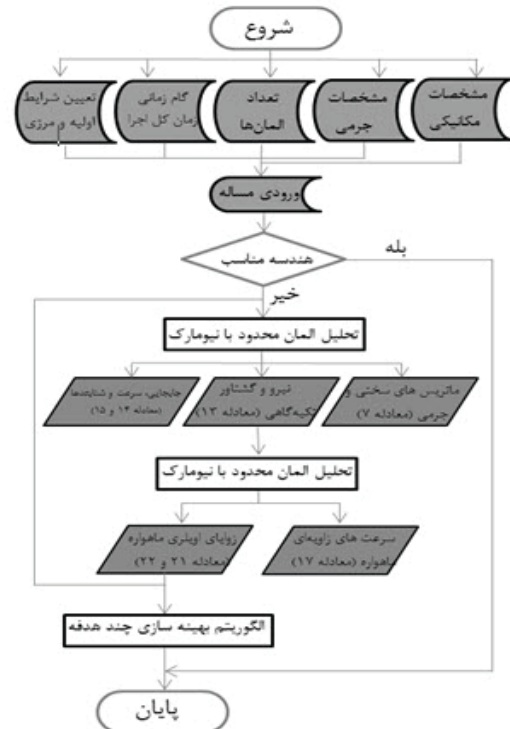 شروع
مشخصات
مکانیکی
مشخصات
جرمی
تعداد
المان‌ها
گام زمانی
زمان کل اجرا
تعیین شرایط
اولیه و مرزی
ورودی مساله
هندسه مناسب
بله
خیر
تحلیل المان محدود با نیومارک
ماتریس های سختی و
جرمی (معادله ۷)
نیرو و گشتاور
تکیه‌گاهی (معادله ۱۳)
جابجایی، سرعت و شتابها
(معادله ۱۴ و ۱۵)
تحلیل المان محدود با نیومارک
سرعت های زاویه‌ای
ماهواره (معادله ۱۷)
زوایای اویلری ماهواره
(معادله ۲۱ و ۲۲)
الگوریتم بهینه سازی چند هدفه
پایان